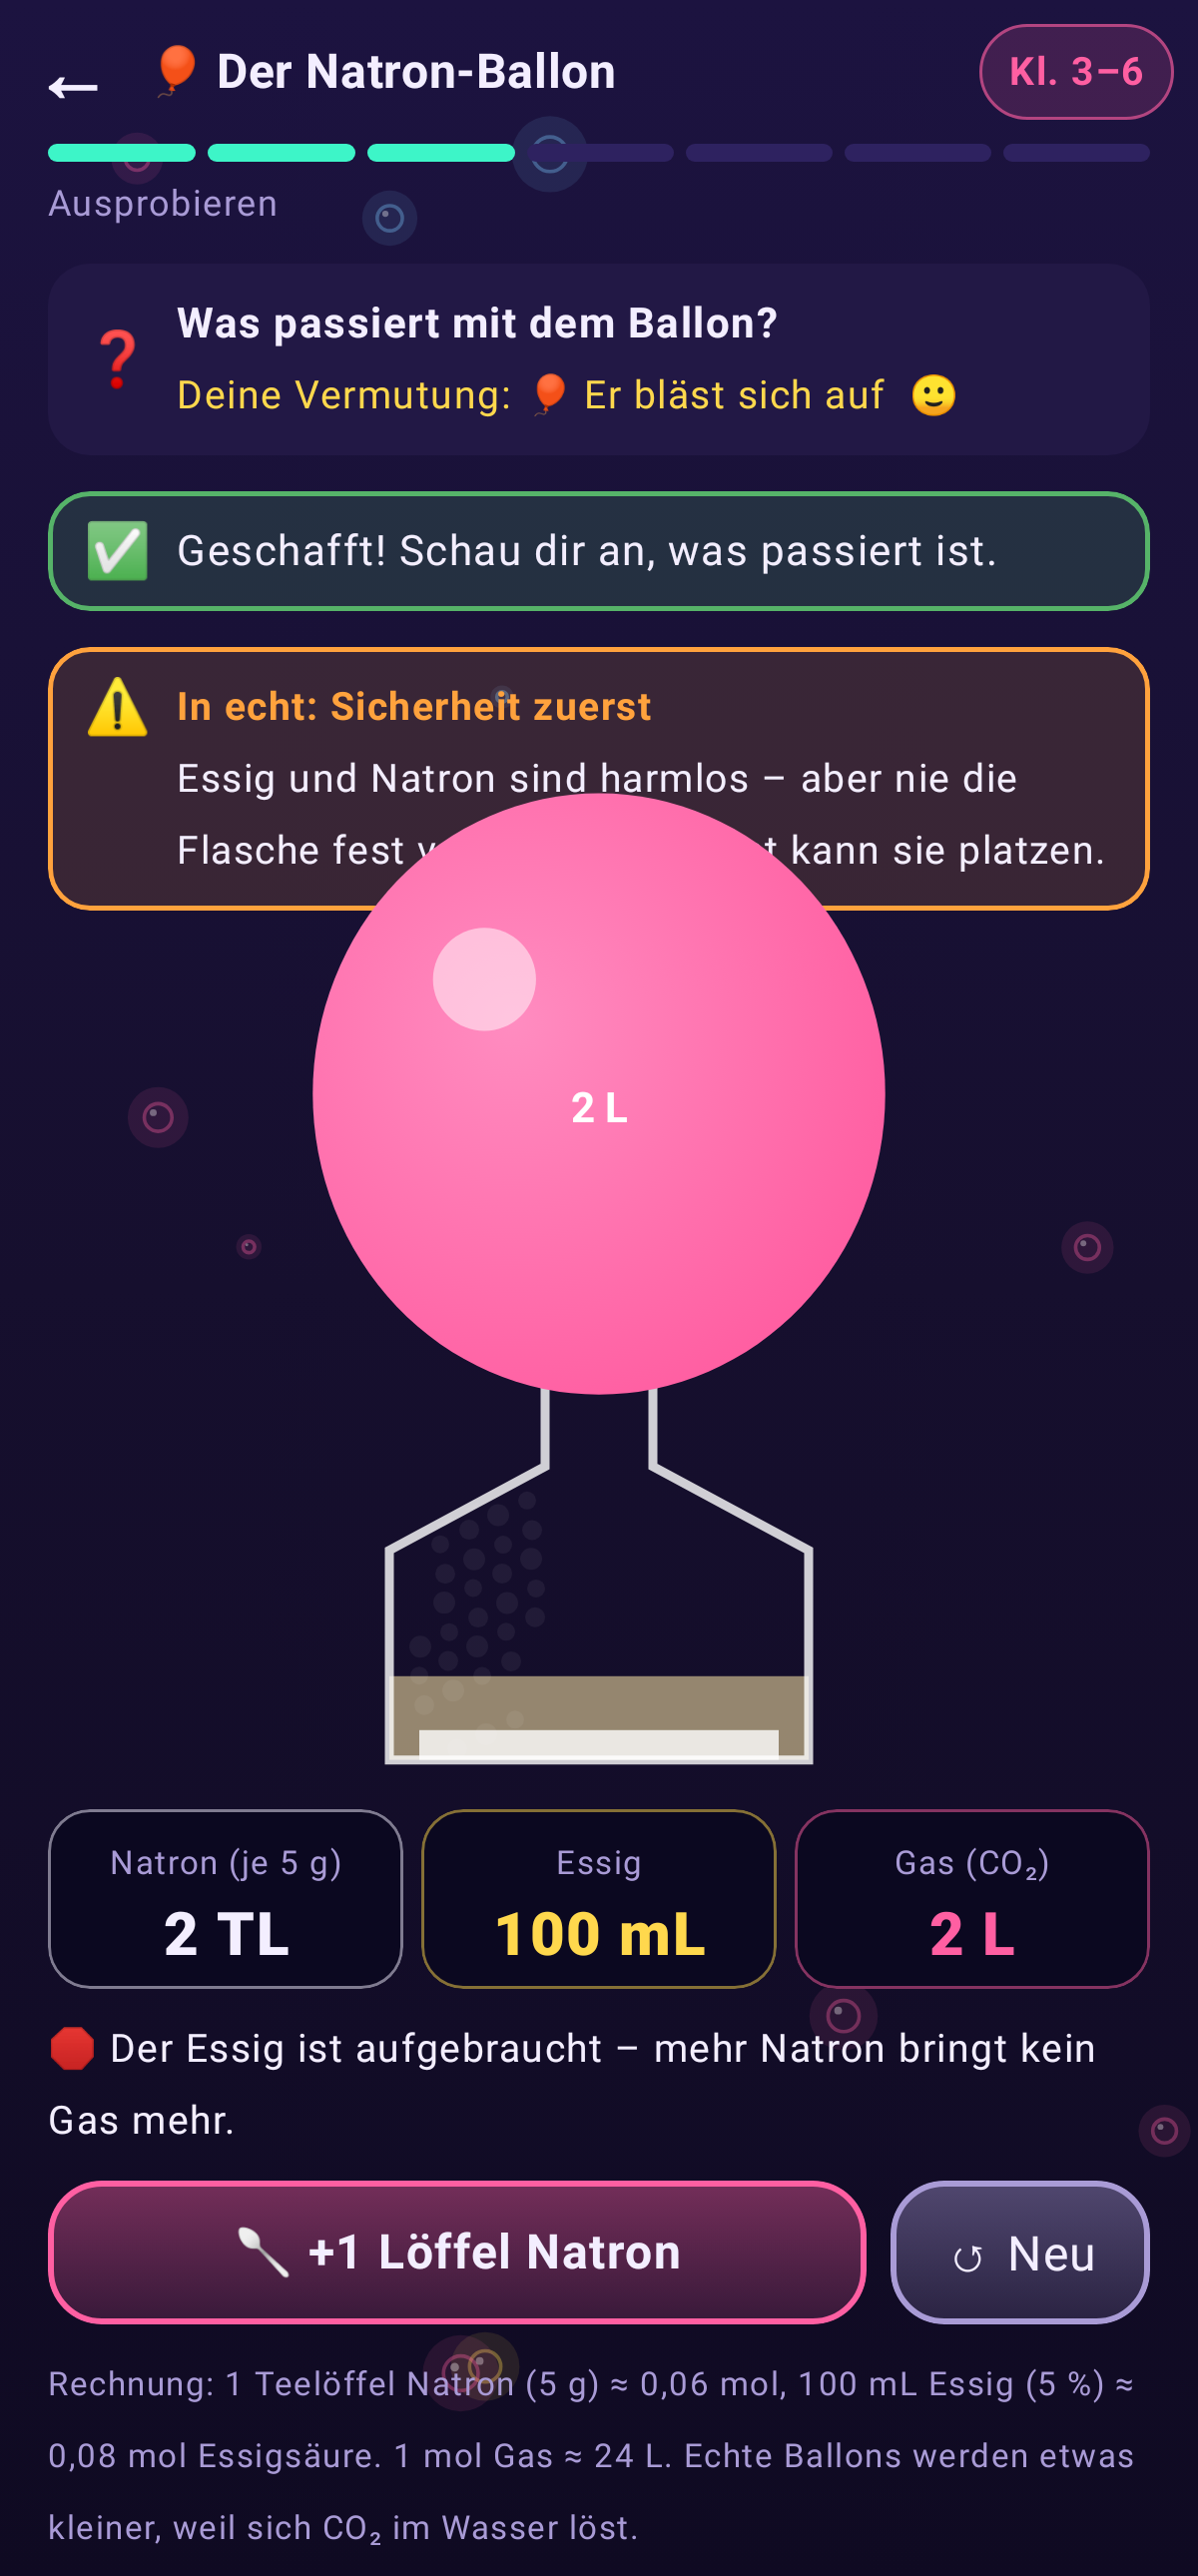 ← 🎈 Der Natron-Ballon
Kl. 3–6
Ausprobieren
❓ Was passiert mit dem Ballon?
Deine Vermutung: 🎈 Er bläst sich auf 🙂
✅ Geschafft! Schau dir an, was passiert ist.
⚠️ In echt: Sicherheit zuerst
Essig und Natron sind harmlos – aber nie die
Flasche fest kann sie platzen.
2 L
Natron (je 5 g)
2 TL
Essig
100 mL
Gas (CO₂)
2 L
🛑 Der Essig ist aufgebraucht – mehr Natron bringt kein
Gas mehr.
🥄 +1 Löffel Natron
↺ Neu
Rechnung: 1 Teelöffel Natron (5 g) ≈ 0,06 mol, 100 mL Essig (5 %) ≈
0,08 mol Essigsäure. 1 mol Gas ≈ 24 L. Echte Ballons werden etwas
kleiner, weil sich CO₂ im Wasser löst.